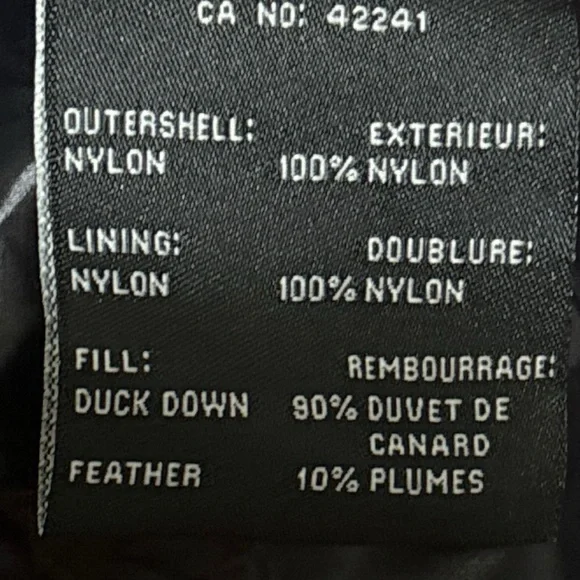 CA NO: 42241
OUTERSHELL: EXTERIEUR:
NYLON 100% NYLON
LINING: DOUBLURE:
NYLON 100% NYLON
FILL: REMBOURRAGE:
DUCK DOWN 90% DUVET DE
CANARD
FEATHER 10% PLUMES